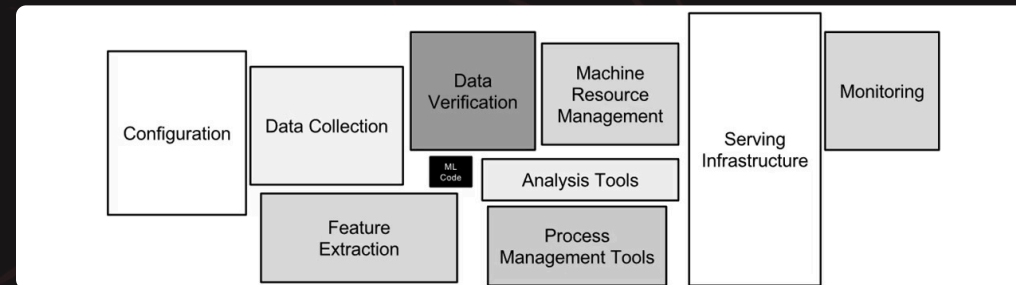 Configuration
Data Collection
Data
Verification
Machine
Resource
Management
Serving
Infrastructure
Monitoring
ML
Code
Analysis Tools
Feature
Extraction
Process
Management Tools